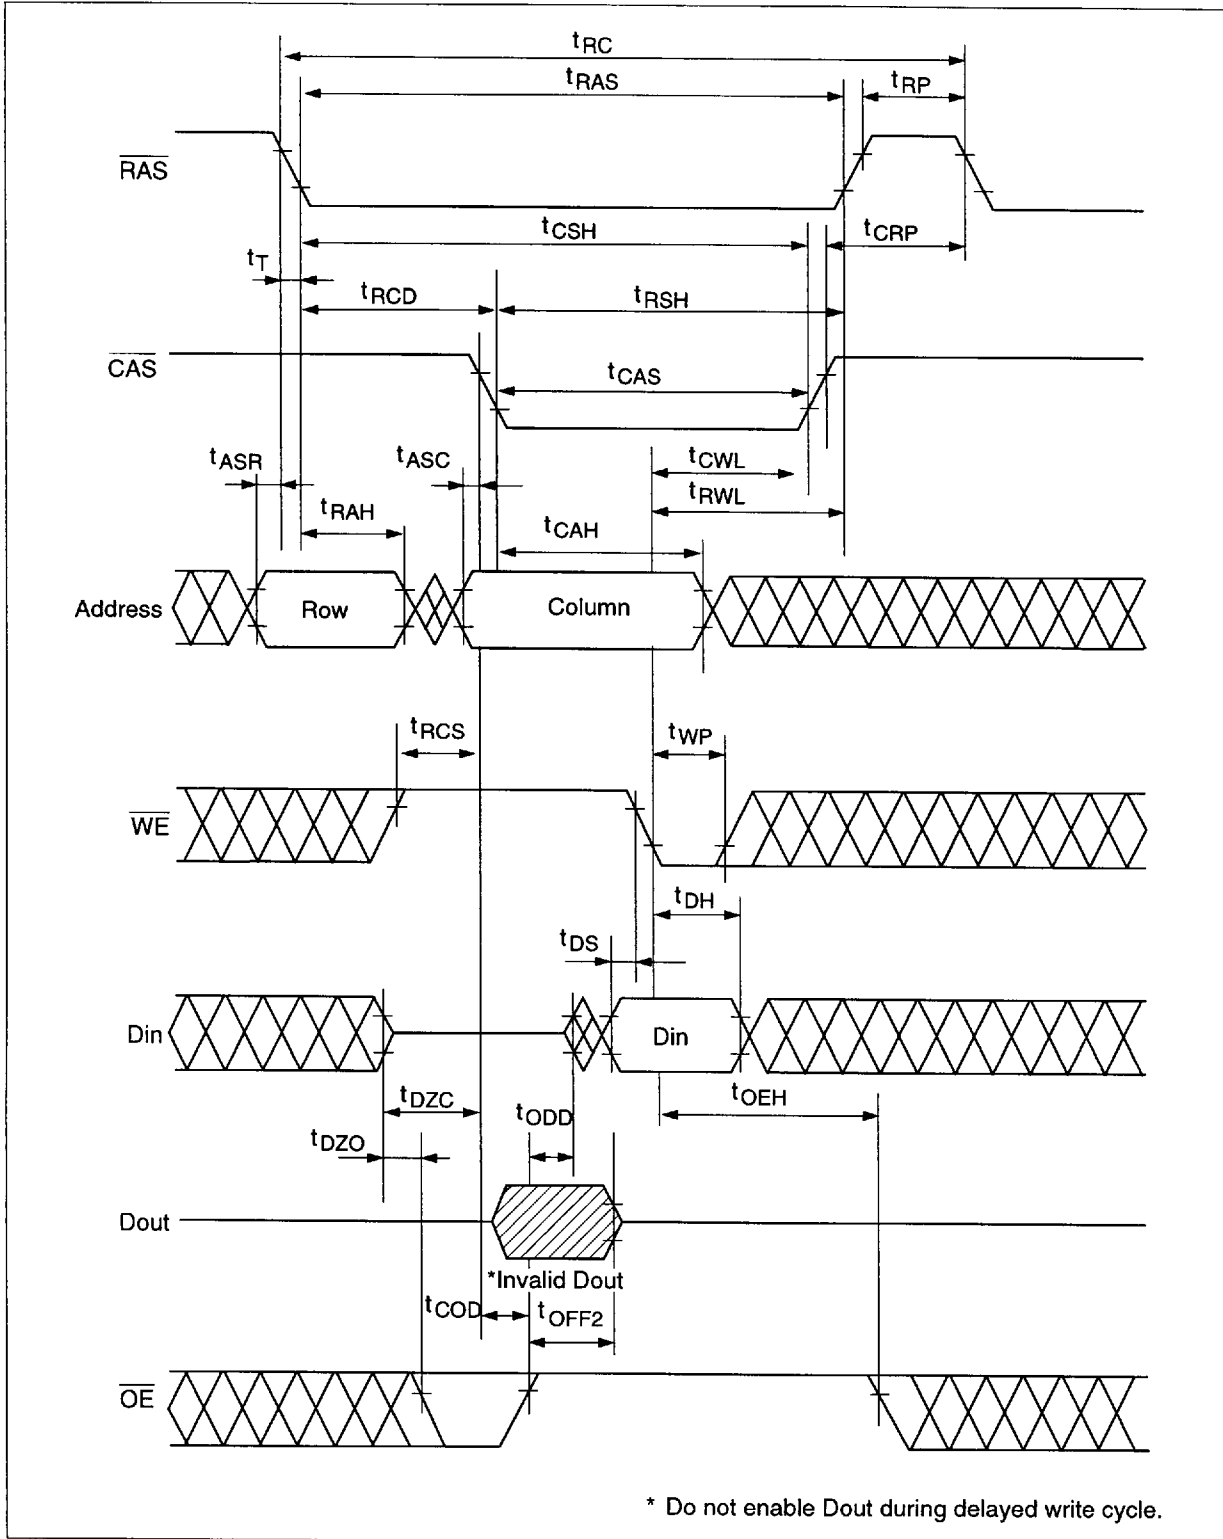 tRC
tRAS
tRP
RAS
tCSH
tCRP
tT
tRCD
tRSH
CAS
tCAS
tASR
tASC
tCWL
tRWL
tRAH
tCAH
Address
Row
Column
tRCS
tWP
WE
tDH
tDS
Din
Din
tDZC
tODD
tOEH
tDZO
Dout
*Invalid Dout
tCOD
tOFF2
OE
* Do not enable Dout during delayed write cycle.